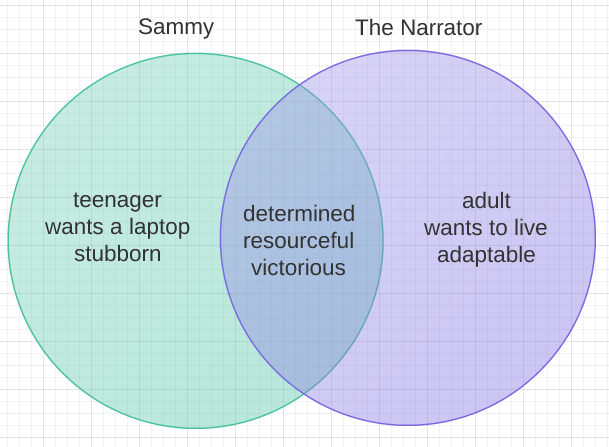 Sammy
The Narrator
teenager
wants a laptop
stubborn
determined
resourceful
victorious
adult
wants to live
adaptable